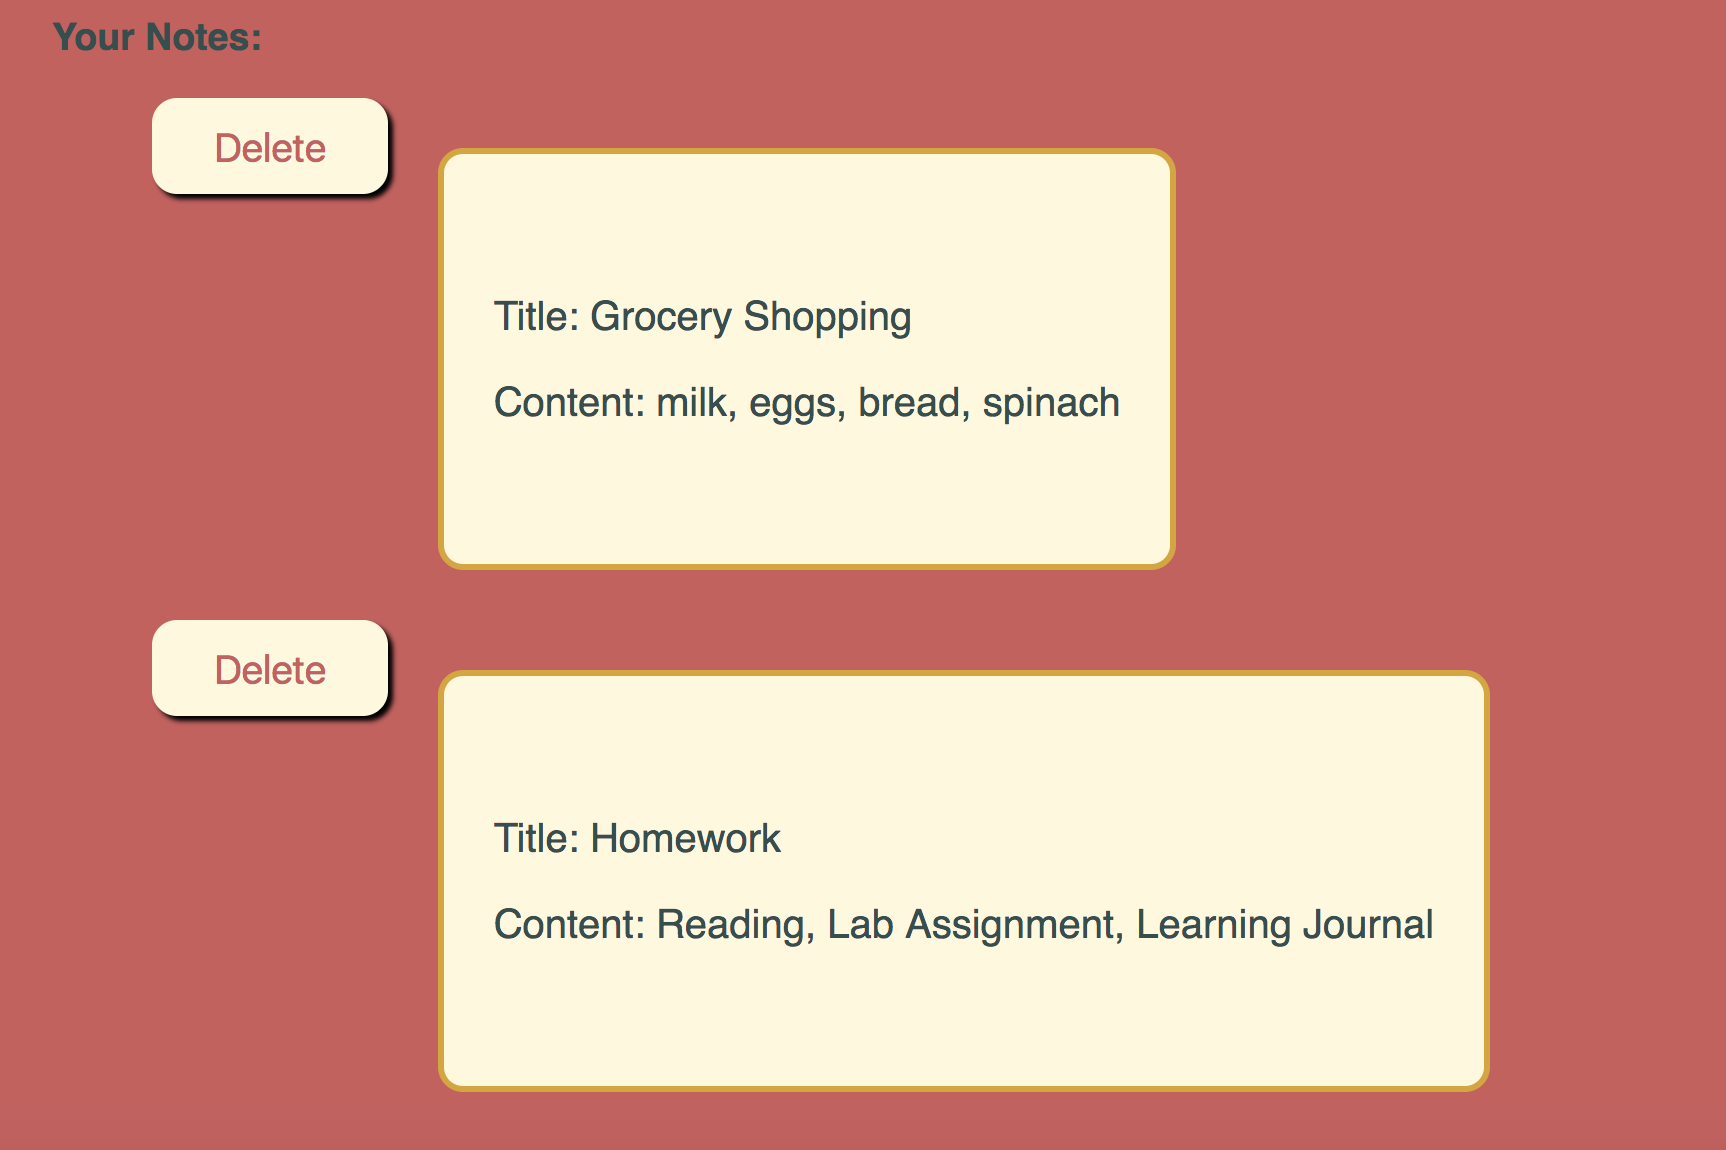 Your Notes:
Delete
Title: Grocery Shopping
Content: milk, eggs, bread, spinach
Delete
Title: Homework
Content: Reading, Lab Assignment, Learning Journal